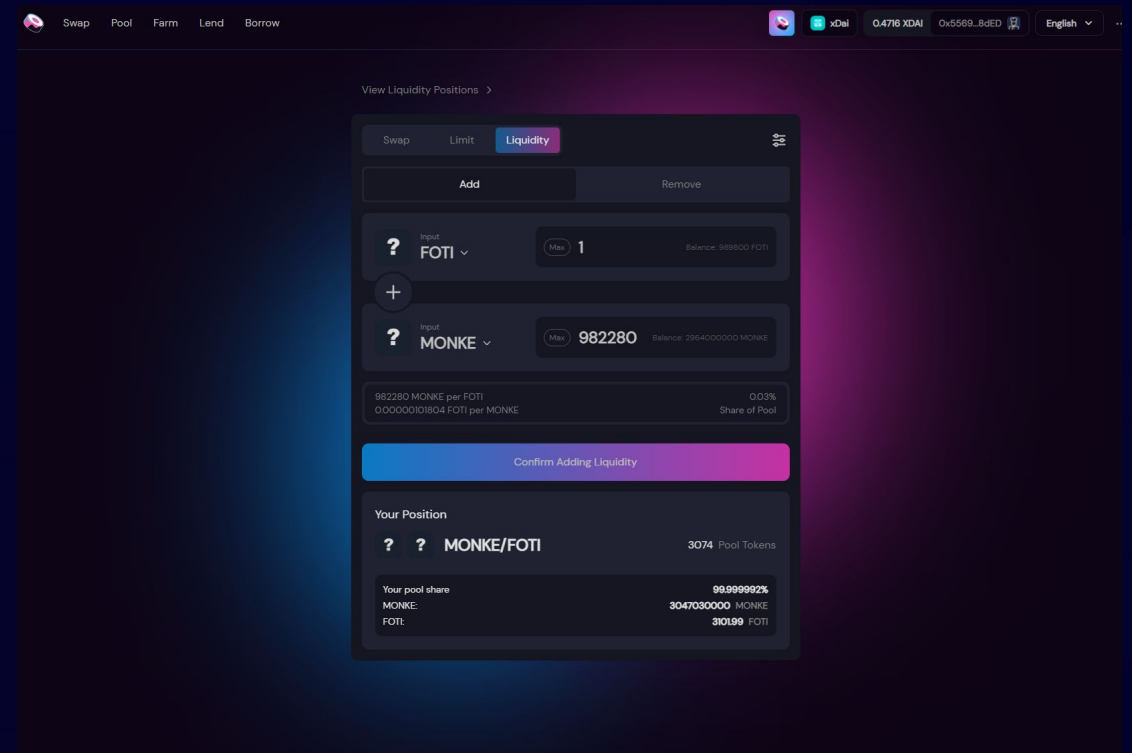 Swap Pool Farm Lend Borrow xDai 0.4716 XDAI 0x5569...8dED English
View Liquidity Positions
Swap Limit Liquidity
Add Remove
Input
FOTI
Max 1 Balance: 989800 FOTI
Input
MONKE
Max 982280 Balance: 2964000000 MONKE
982280 MONKE per FOTI 0.03%
0.00000101804 FOTI per MONKE Share of Pool
Confirm Adding Liquidity
Your Position
MONKE/FOTI 3074 Pool Tokens
Your pool share 99.999992%
MONKE: 3047030000 MONKE
FOTI: 3101.99 FOTI